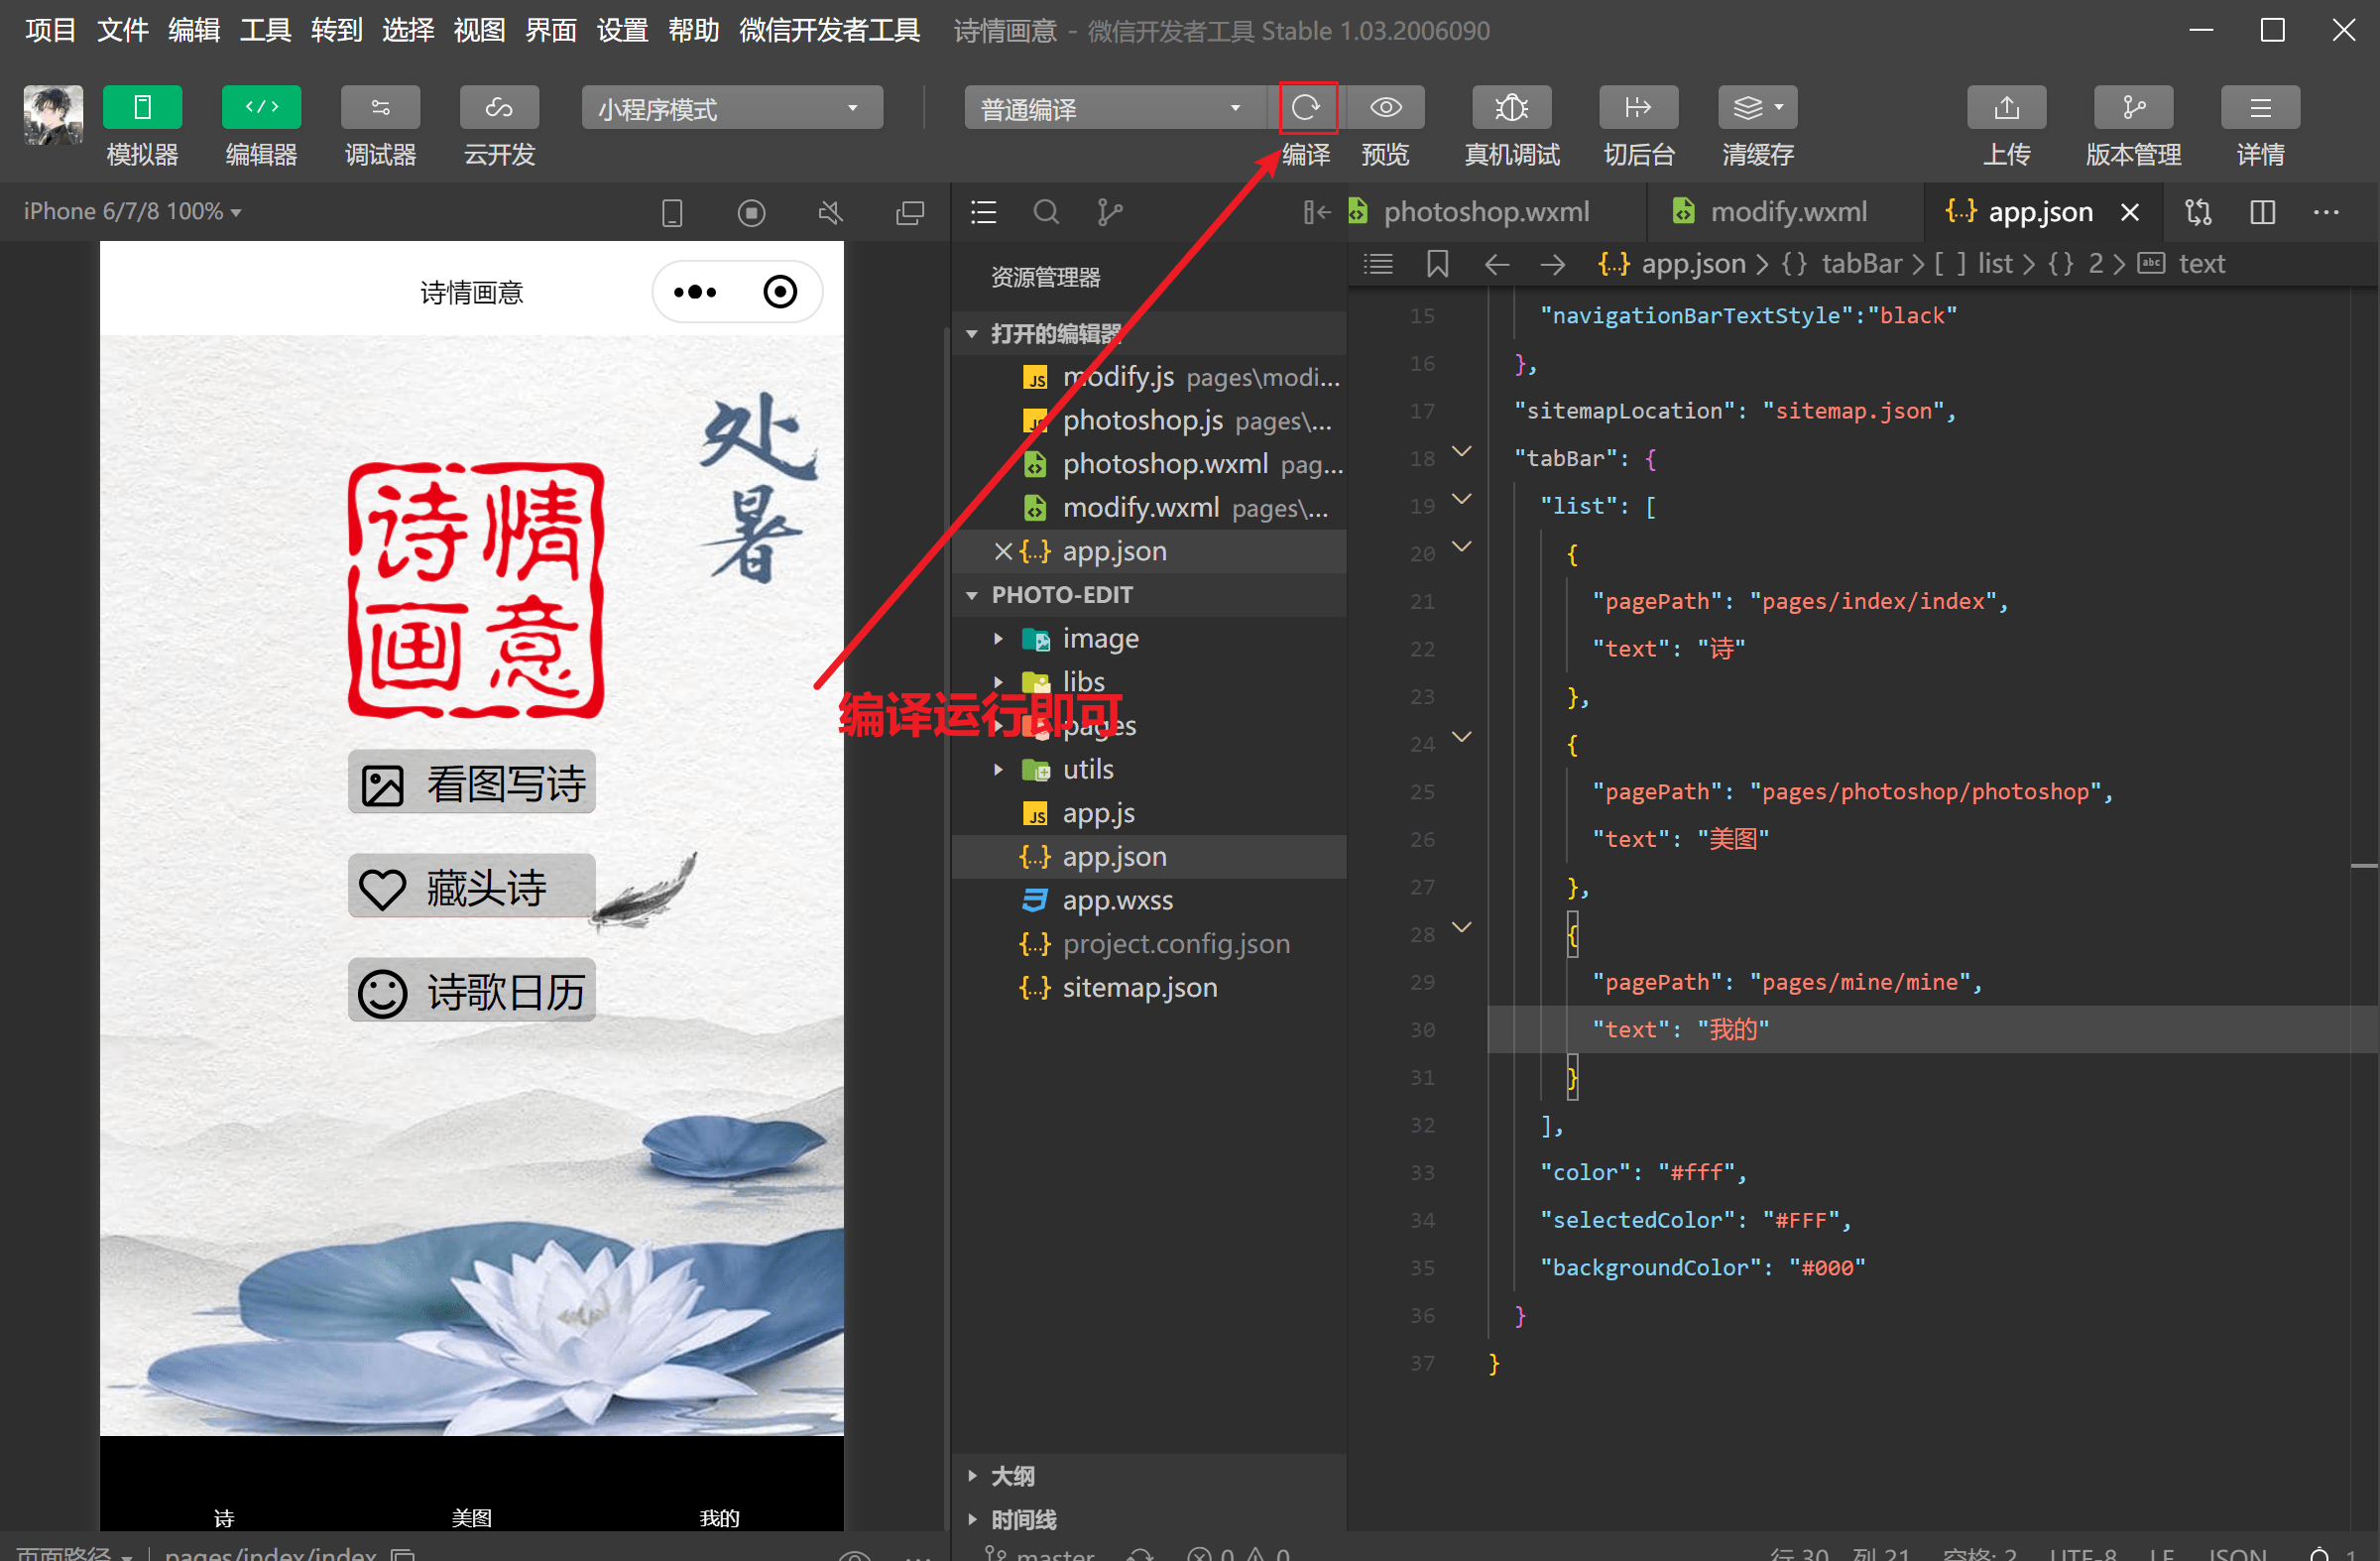 项目 文件 编辑 工具 转到 选择 视图 界面 设置 帮助 微信开发者工具 诗情画意 - 微信开发者工具 Stable 1.03.2006090
小程序模式 普通编译
模拟器 编辑器 调试器 云开发 编译 预览 真机调试 切后台 清缓存 上传 版本管理 详情
iPhone 6/7/8 100%
诗情画意
处暑
诗情
画意
看图写诗
藏头诗
诗歌日历
诗 美图 我的
编译运行即可
资源管理器
打开的编辑器
JS modify.js pages\modi...
JS photoshop.js pages\...
photoshop.wxml pag...
modify.wxml pages\...
{..} app.json
PHOTO-EDIT
image
libs
pages
utils
JS app.js
{..} app.json
app.wxss
{..} project.config.json
{..} sitemap.json
大纲
时间线
photoshop.wxml modify.wxml {..} app.json
{..} app.json > {} tabBar > [ ] list > {} 2 > abc text
15 "navigationBarTextStyle":"black"
16 },
17 "sitemapLocation": "sitemap.json",
18 "tabBar": {
19 "list": [
20 {
21 "pagePath": "pages/index/index",
22 "text": "诗"
23 },
24 {
25 "pagePath": "pages/photoshop/photoshop",
26 "text": "美图"
27 },
28 {
29 "pagePath": "pages/mine/mine",
30 "text": "我的"
31 }
32 ],
33 "color": "#fff",
34 "selectedColor": "#FFF",
35 "backgroundColor": "#000"
36 }
37 }
页面路径 pages/index/index master 0 0 行 30, 列 21 空格: 2 UTF-8 LF JSON 1